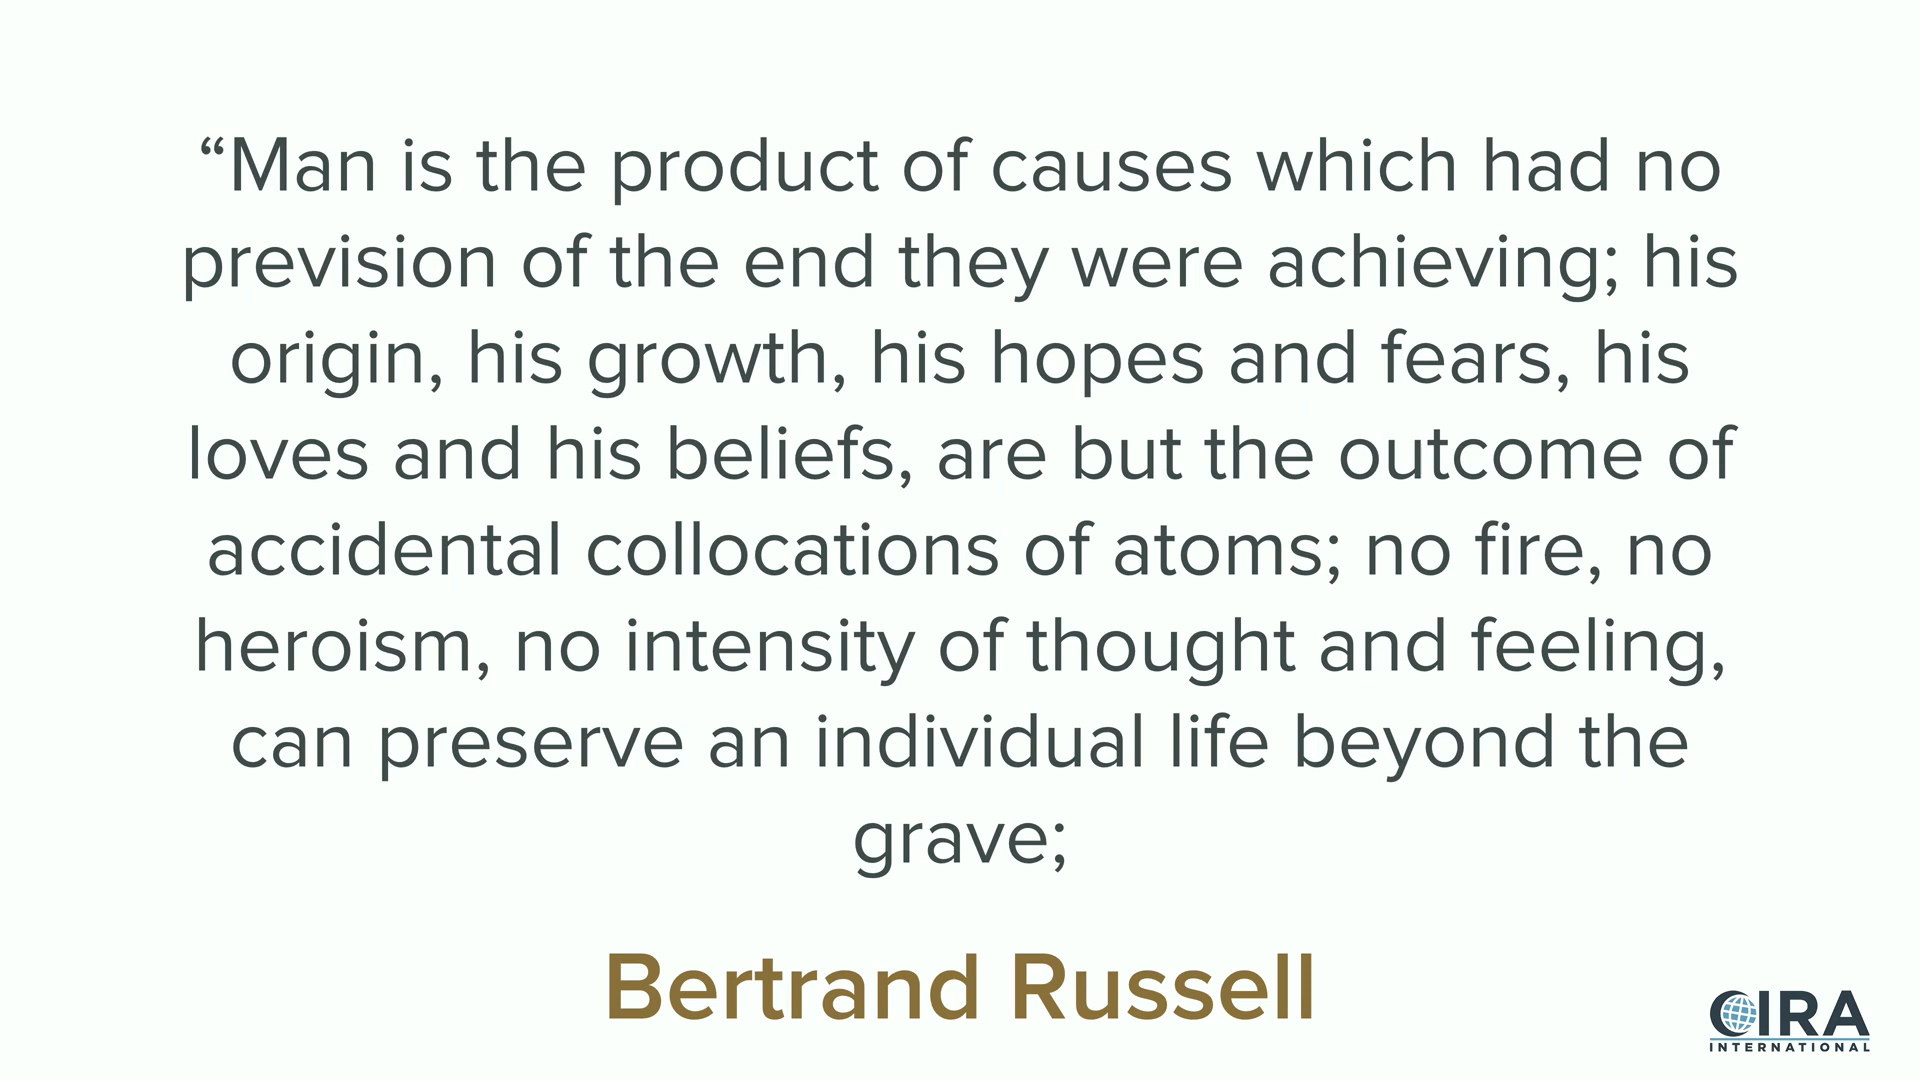 “Man is the product of causes which had no
prevision of the end they were achieving; his
origin, his growth, his hopes and fears, his
loves and his beliefs, are but the outcome of
accidental collocations of atoms; no fire, no
heroism, no intensity of thought and feeling,
can preserve an individual life beyond the
grave;
Bertrand Russell
CIRA
INTERNATIONAL